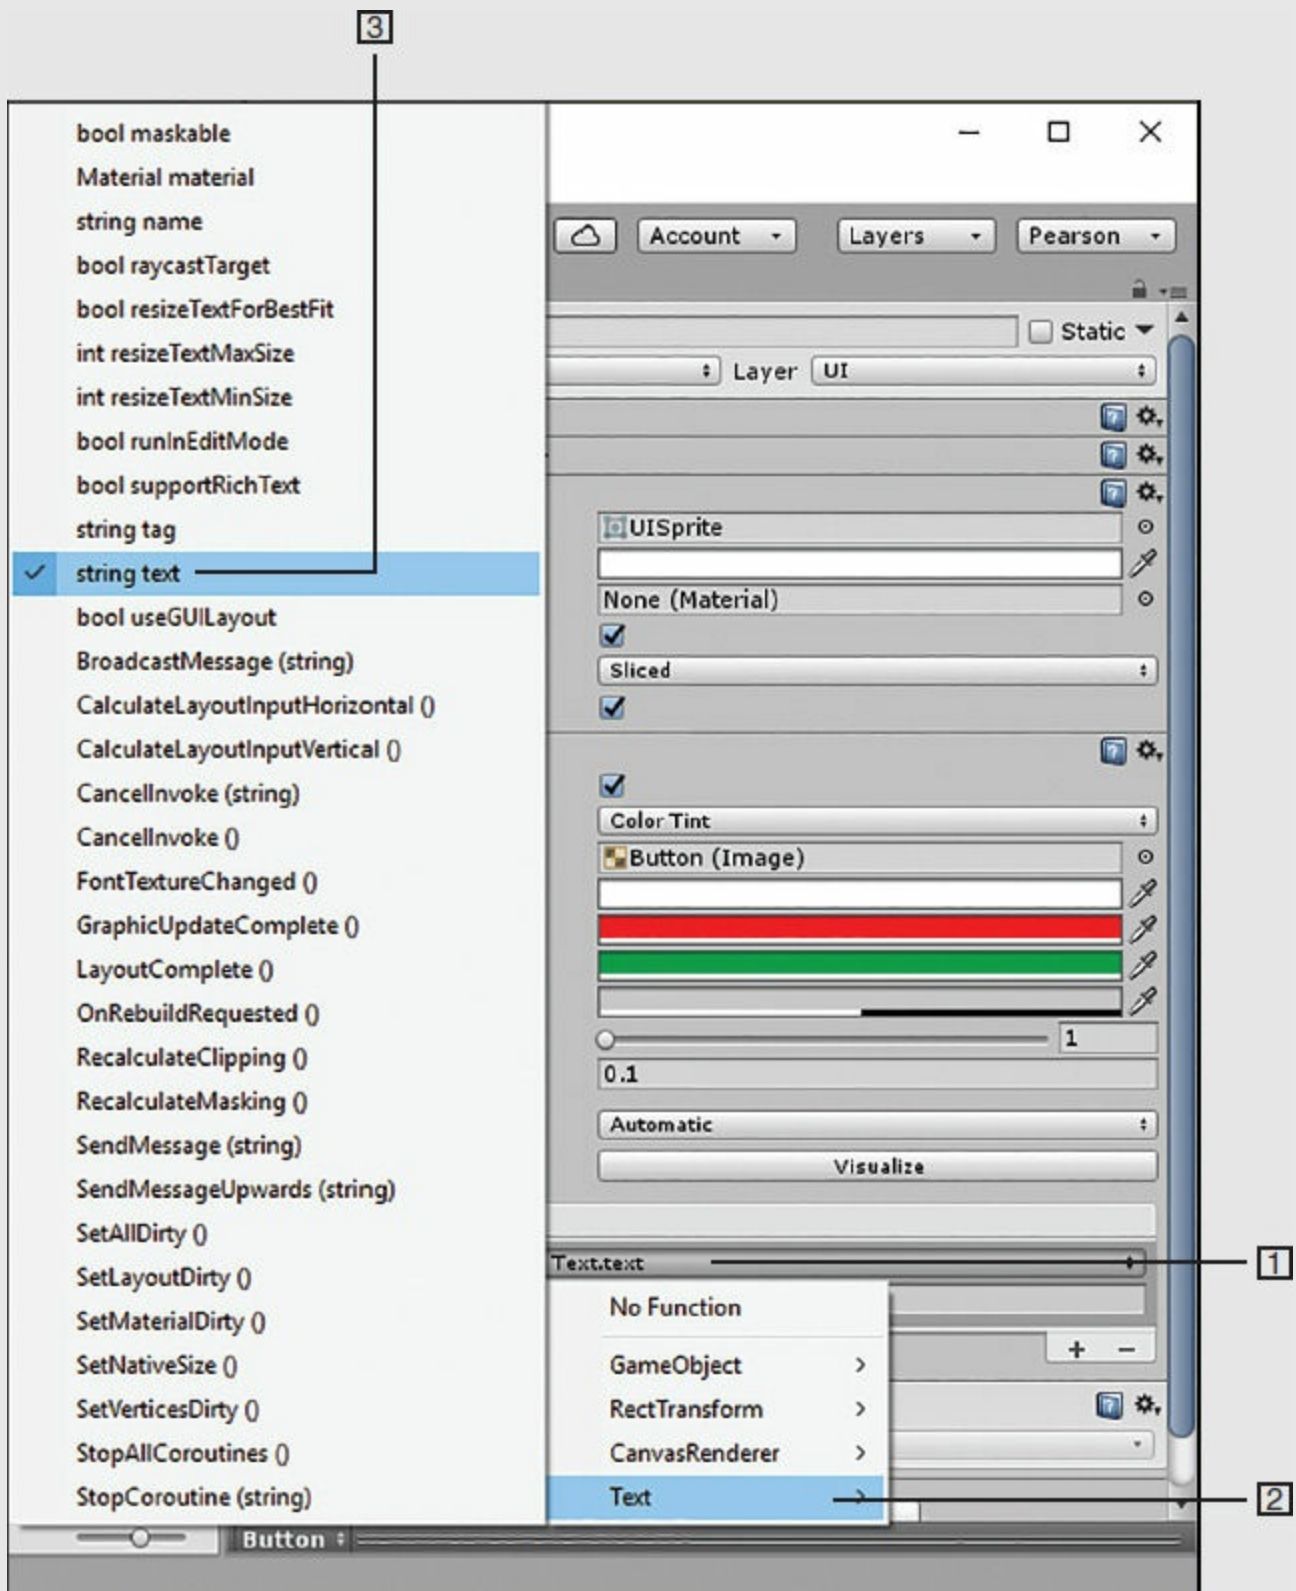 3
bool maskable
Material material
string name
bool raycastTarget
bool resizeTextForBestFit
int resizeTextMaxSize
int resizeTextMinSize
bool runInEditMode
bool supportRichText
string tag
string text
bool useGUILayout
BroadcastMessage (string)
CalculateLayoutInputHorizontal ()
CalculateLayoutInputVertical ()
CancelInvoke (string)
CancelInvoke ()
FontTextureChanged ()
GraphicUpdateComplete ()
LayoutComplete ()
OnRebuildRequested ()
RecalculateClipping ()
RecalculateMasking ()
SendMessage (string)
SendMessageUpwards (string)
SetAllDirty ()
SetLayoutDirty ()
SetMaterialDirty ()
SetNativeSize ()
SetVerticesDirty ()
StopAllCoroutines ()
StopCoroutine (string)
Account Layers Pearson
Static
Layer UI
UISprite
None (Material)
Sliced
Color Tint
Button (Image)
1
0.1
Automatic
Visualize
Text.text
1
No Function
GameObject
RectTransform
CanvasRenderer
Text
2
Button